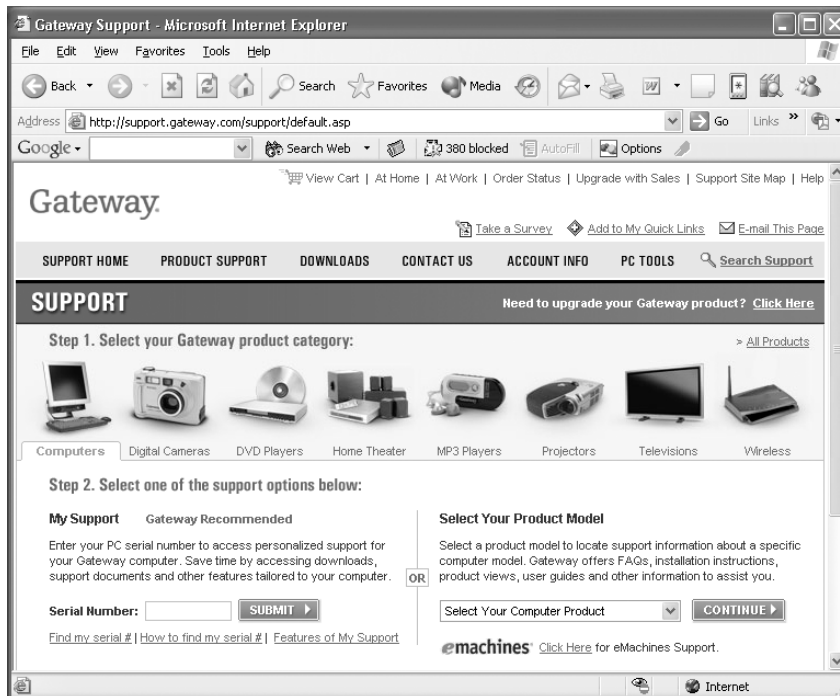 Gateway Support - Microsoft Internet Explorer
File Edit View Favorites Tools Help
Back Search Favorites Media W
Address http://support.gateway.com/support/default.asp Go Links »
Google Search Web 380 blocked AutoFill Options
View Cart | At Home | At Work | Order Status | Upgrade with Sales | Support Site Map | Help
Gateway.
Take a Survey Add to My Quick Links E-mail This Page
SUPPORT HOME PRODUCT SUPPORT DOWNLOADS CONTACT US ACCOUNT INFO PC TOOLS Search Support
SUPPORT Need to upgrade your Gateway product? Click Here
Step 1. Select your Gateway product category: » All Products
Computers Digital Cameras DVD Players Home Theater MP3 Players Projectors Televisions Wireless
Step 2. Select one of the support options below:
My Support Gateway Recommended
Enter your PC serial number to access personalized support for
your Gateway computer. Save time by accessing downloads,
support documents and other features tailored to your computer.
Serial Number: SUBMIT
Find my serial # | How to find my serial # | Features of My Support
OR
Select Your Product Model
Select a product model to locate support information about a specific
computer model. Gateway offers FAQs, installation instructions,
product views, user guides and other information to assist you.
Select Your Computer Product CONTINUE
emachines Click Here for eMachines Support.
Internet